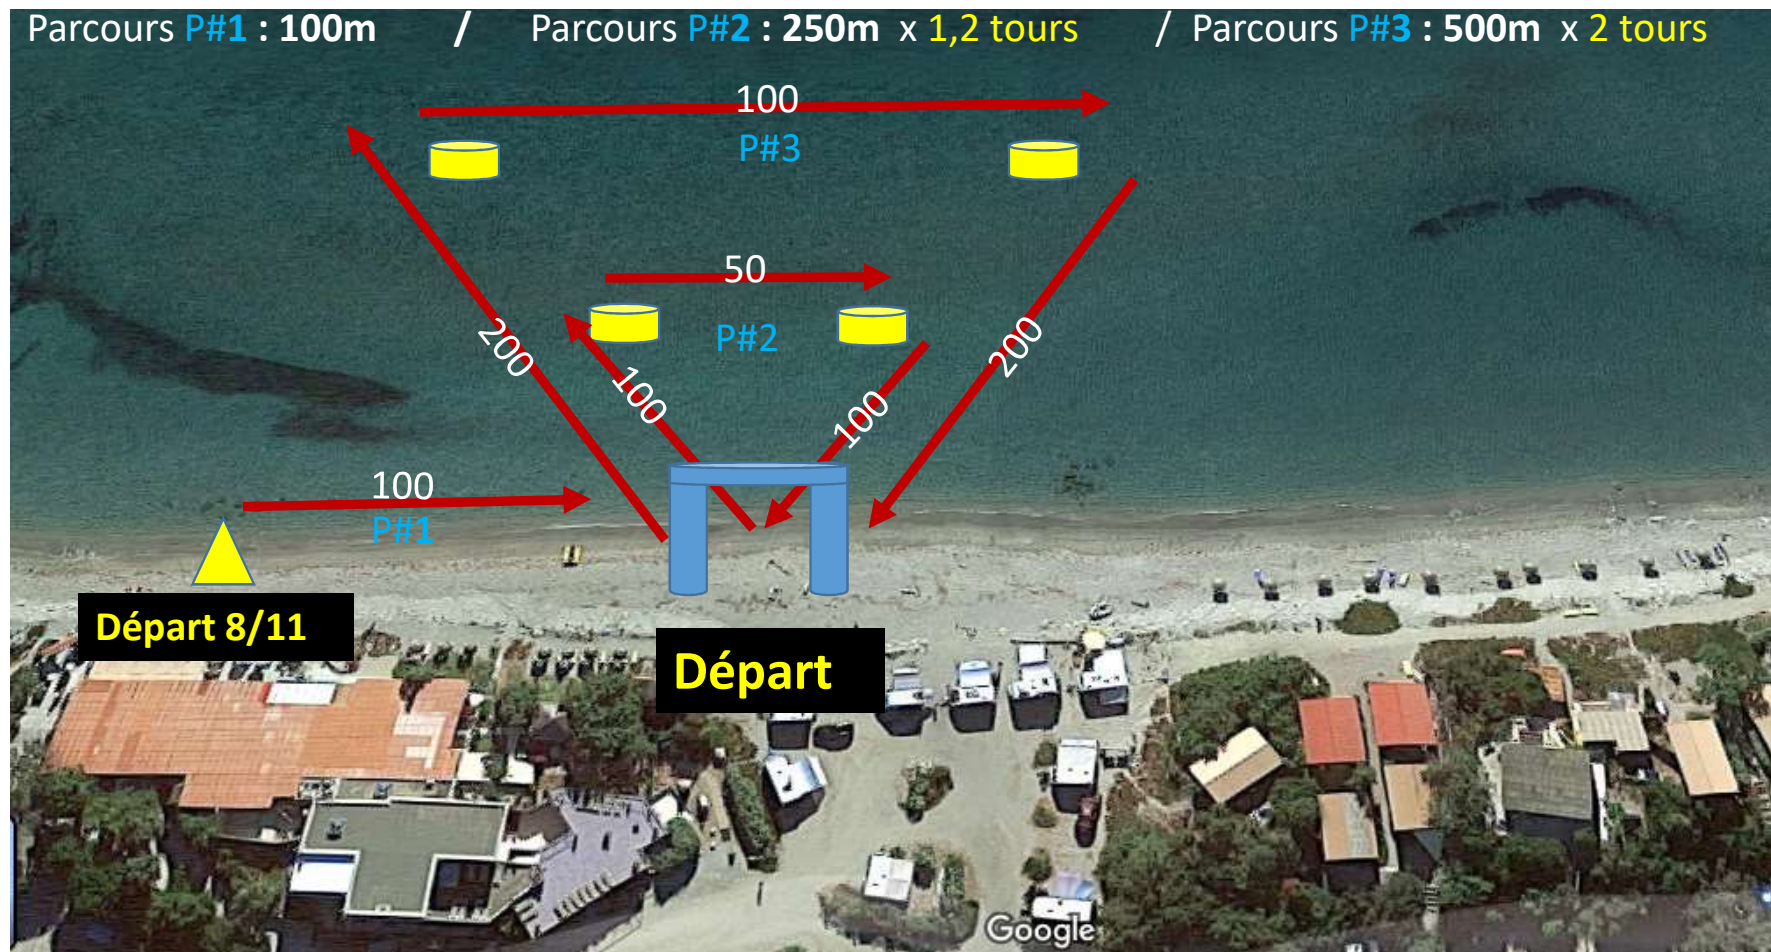 Parcours P#1 : 100m / Parcours P#2 : 250m x 1,2 tours / Parcours P#3 : 500m x 2 tours
100
P#3
50
P#2
200
100
100
200
100
P#1
Départ 8/11
Départ
Google